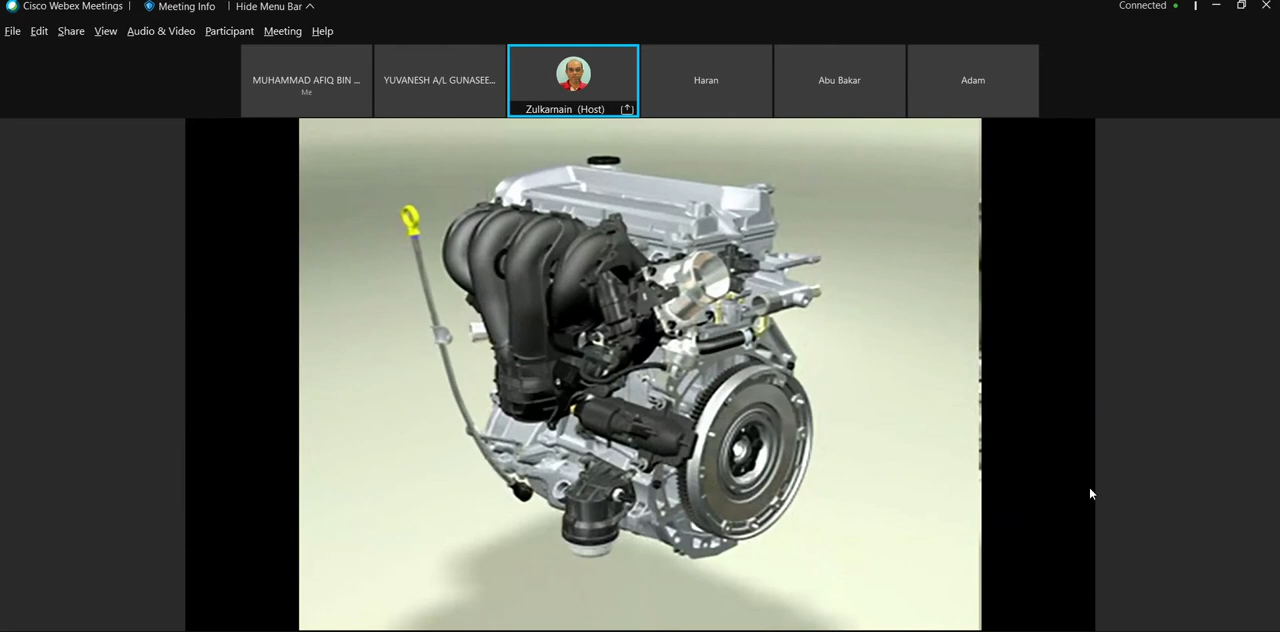 Cisco Webex Meetings | Meeting Info | Hide Menu Bar
Connected
File Edit Share View Audio & Video Participant Meeting Help
MUHAMMAD AFIQ BIN ...
Me
YUVANESH A/L GUNASEE...
Zulkarnain (Host)
Haran
Abu Bakar
Adam